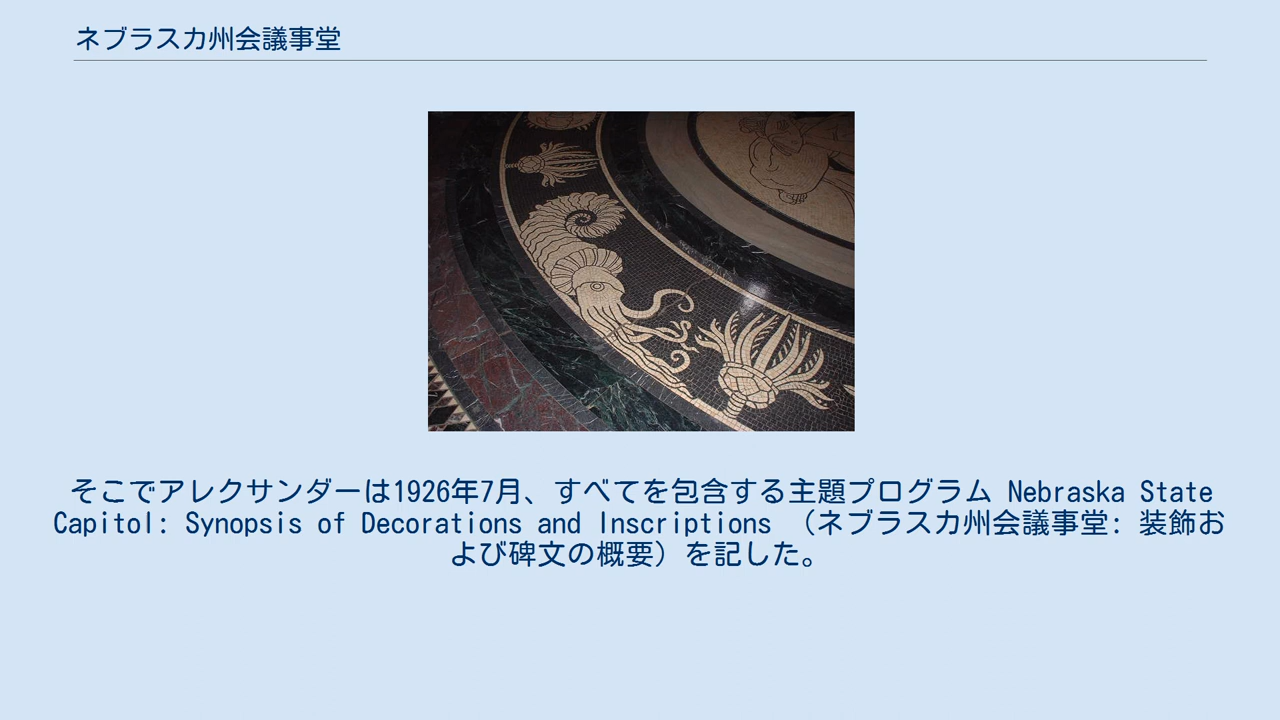 ネブラスカ州会議事堂
そこでアレクサンダーは1926年7月、すべてを包含する主題プログラム Nebraska State
Capitol: Synopsis of Decorations and Inscriptions （ネブラスカ州会議事堂: 装飾お
よび碑文の概要）を記した。